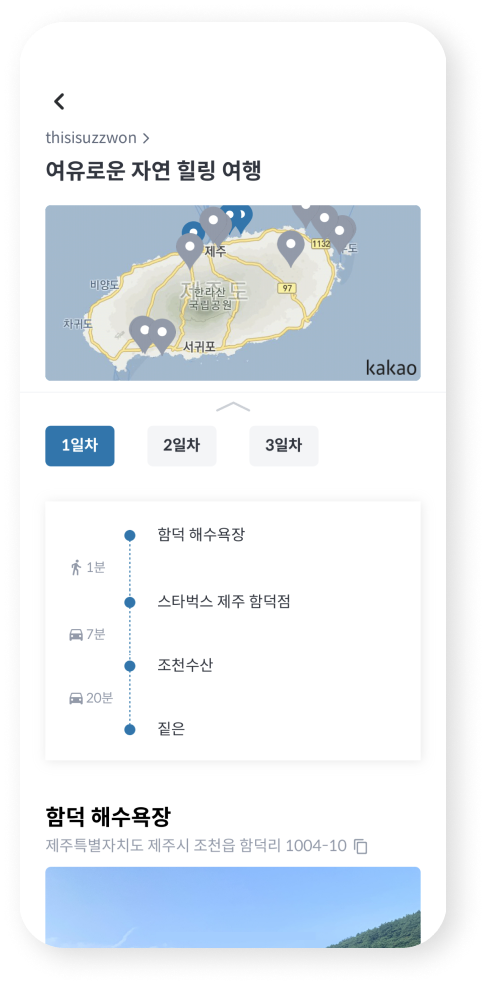 thisisuzzwon
여유로운 자연 힐링 여행
제주
1132
도
비양도
제주도
한라산
국립공원
97
차귀도
서귀포
kakao
1일차
2일차
3일차
함덕 해수욕장
1분
스타벅스 제주 함덕점
7분
조천수산
20분
짙은
함덕 해수욕장
제주특별자치도 제주시 조천읍 함덕리 1004-10